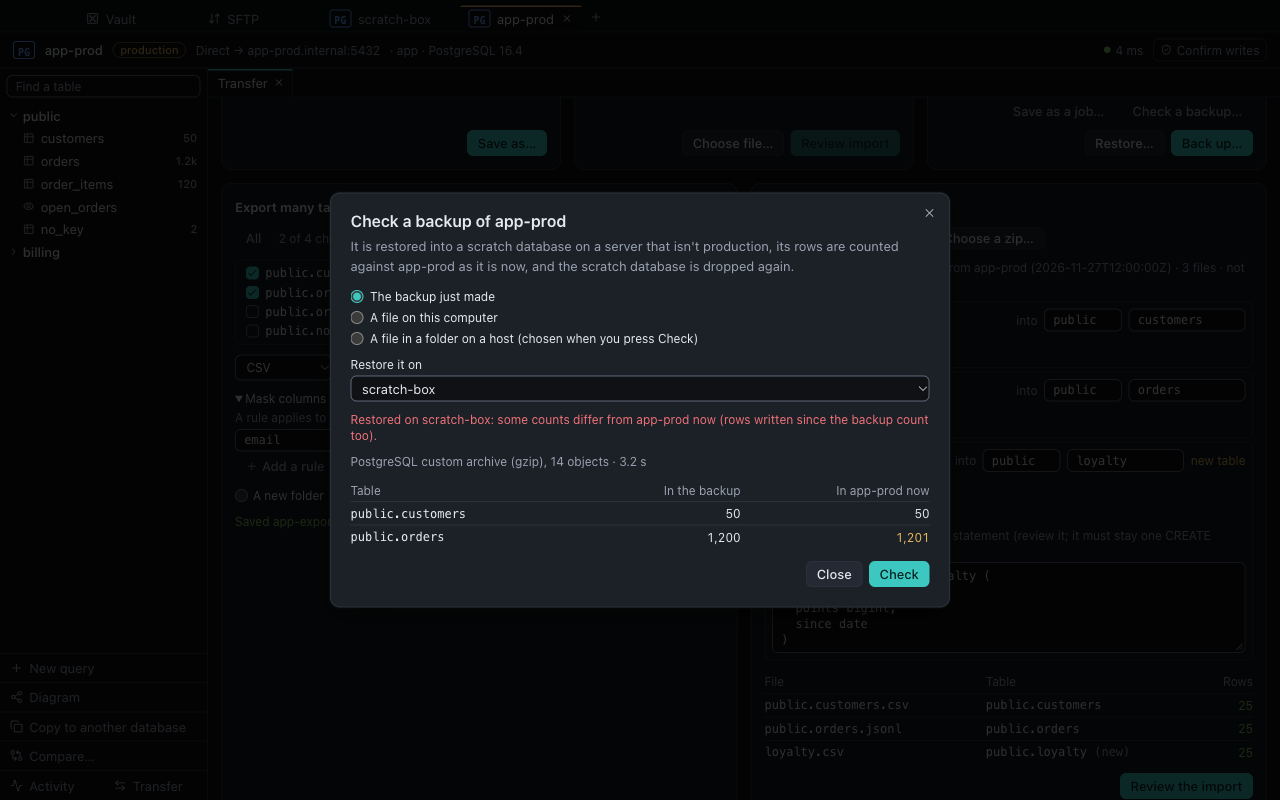 Vault
SFTP
PG scratch-box
PG app-prod
PG app-prod production Direct → app-prod.internal:5432 · app · PostgreSQL 16.4
4 ms
Confirm writes
Find a table
Transfer
public
customers 50
orders 1.2k
order_items 120
open_orders
no_key 2
billing
Save as a job...
Check a backup...
Save as...
Choose file...
Review import
Restore...
Back up...
Export many ta
All 2 of 4 ch
public.cu
public.or
public.or
public.no
CSV
Mask columns
A rule applies to
email
+ Add a rule
A new folder
Saved app-expor
Check a backup of app-prod
It is restored into a scratch database on a server that isn't production, its rows are counted
against app-prod as it is now, and the scratch database is dropped again.
The backup just made
A file on this computer
A file in a folder on a host (chosen when you press Check)
Restore it on
scratch-box
Restored on scratch-box: some counts differ from app-prod now (rows written since the backup count
too).
PostgreSQL custom archive (gzip), 14 objects · 3.2 s
Table In the backup In app-prod now
public.customers 50 50
public.orders 1,200 1,201
Close
Check
Choose a zip...
from app-prod (2026-11-27T12:00:00Z) · 3 files · not
into public customers
into public orders
into public loyalty new table
statement (review it; it must stay one CREATE
alty (
points bigint,
since date
)
File Table Rows
public.customers.csv public.customers 25
public.orders.jsonl public.orders 25
loyalty.csv public.loyalty (new) 25
Review the import
New query
Diagram
Copy to another database
Compare...
Activity
Transfer